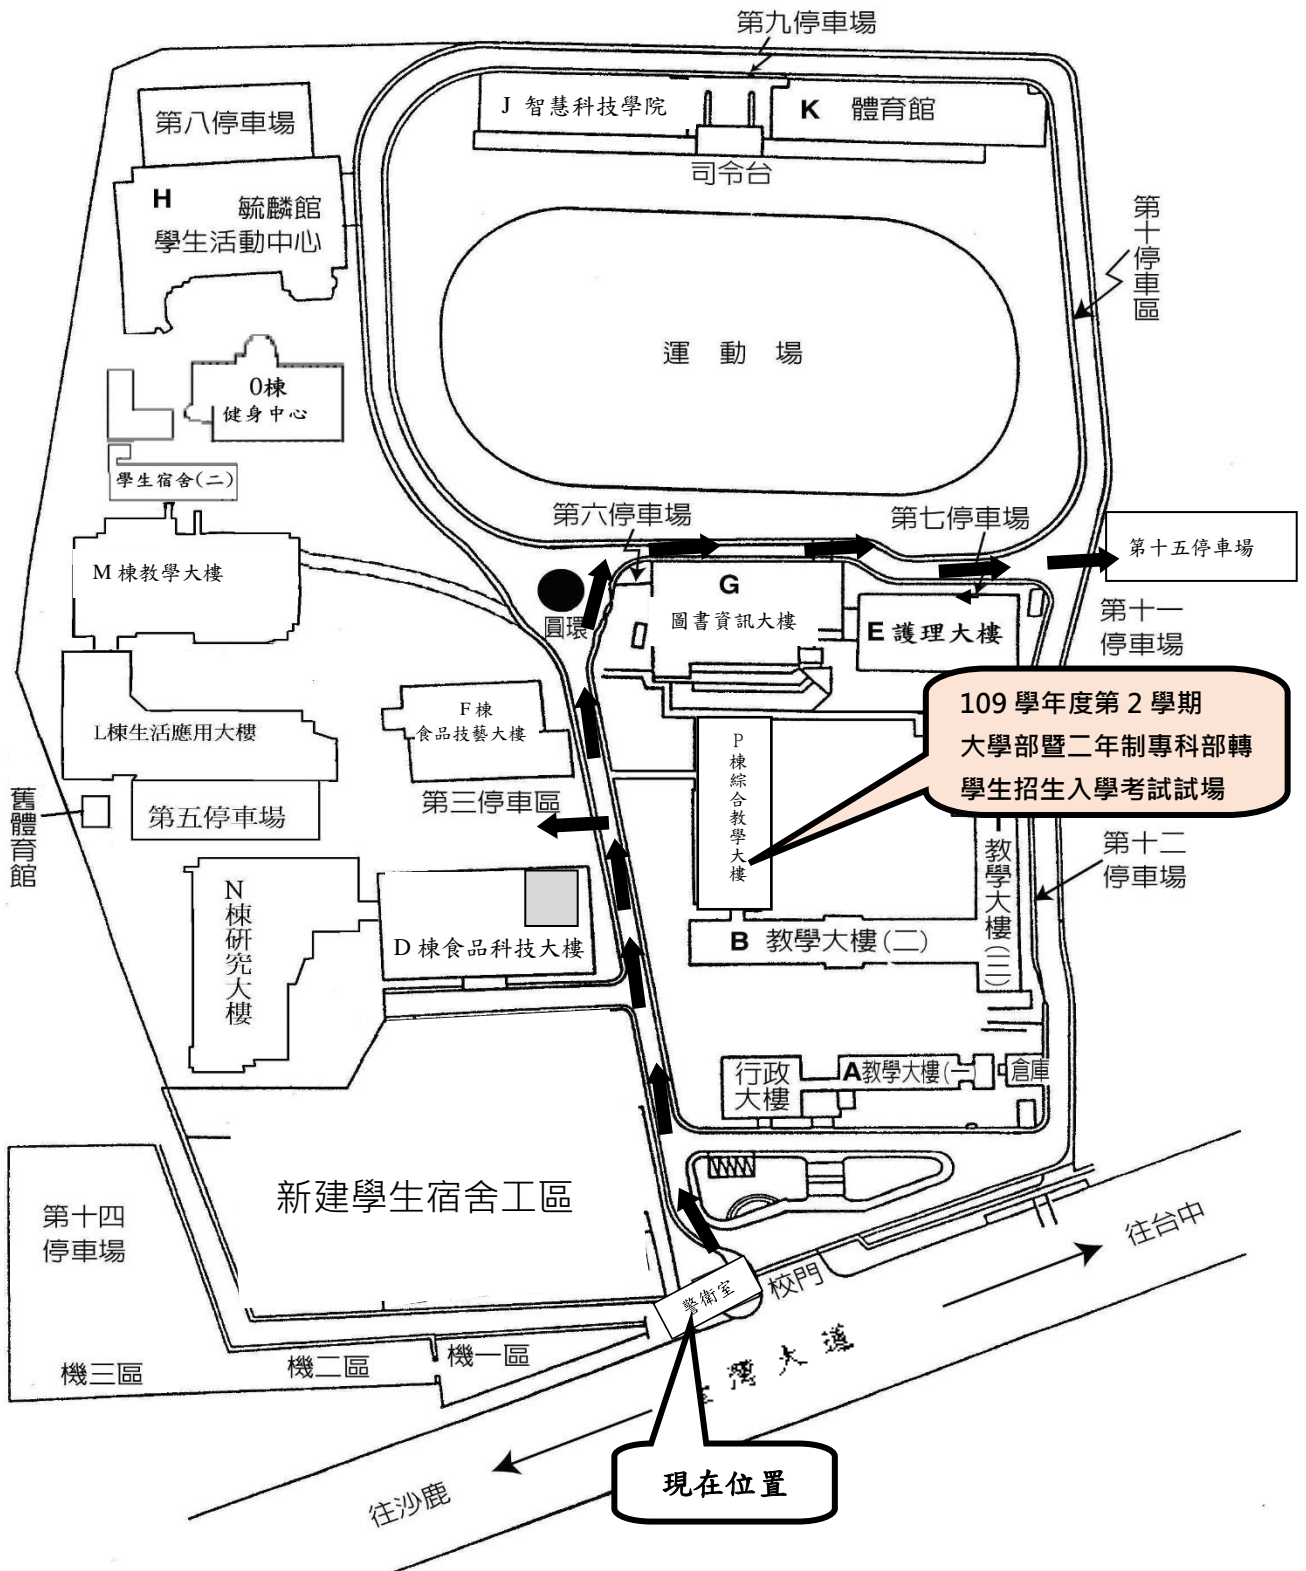 第九停車場
J 智慧科技學院
K 體育館
第八停車場
司令台
H 毓麟館
學生活動中心
第十停車區
運動場
O棟
健身中心
學生宿舍(二)
第六停車場
第七停車場
第十五停車場
M 棟教學大樓
G
圖書資訊大樓
圓環
E 護理大樓
第十一
停車場
109 學年度第 2 學期
大學部暨二年制專科部轉
學生招生入學考試試場
F 棟
食品技藝大樓
L棟生活應用大樓
P棟綜合教學大樓
第三停車區
舊體育館
第五停車場
教學大樓(三)
第十二
停車場
N棟研究大樓
D 棟食品科技大樓
B 教學大樓(二)
行政
大樓
A教學大樓(一)
倉庫
新建學生宿舍工區
第十四
停車場
往台中
校門
警衛室
機一區
機二區
機三區
灣大道
現在位置
往沙鹿